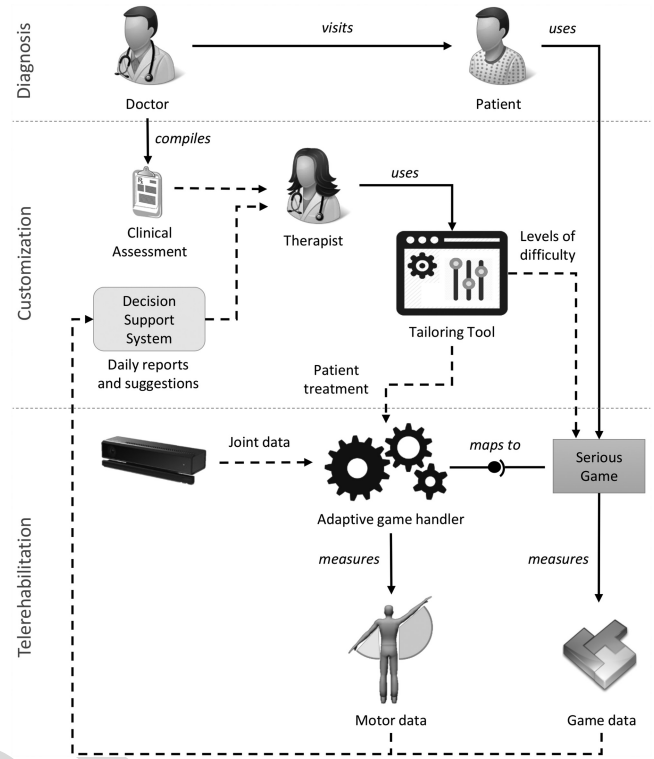 Diagnosis
visits
uses
Doctor
Patient
compiles
Customization
Clinical
Assessment
Therapist
uses
Levels of
difficulty
Decision
Support
System
Tailoring Tool
Daily reports
and suggestions
Patient
treatment
Telerehabilitation
Joint data
maps to
Serious
Game
Adaptive game handler
measures
measures
Motor data
Game data